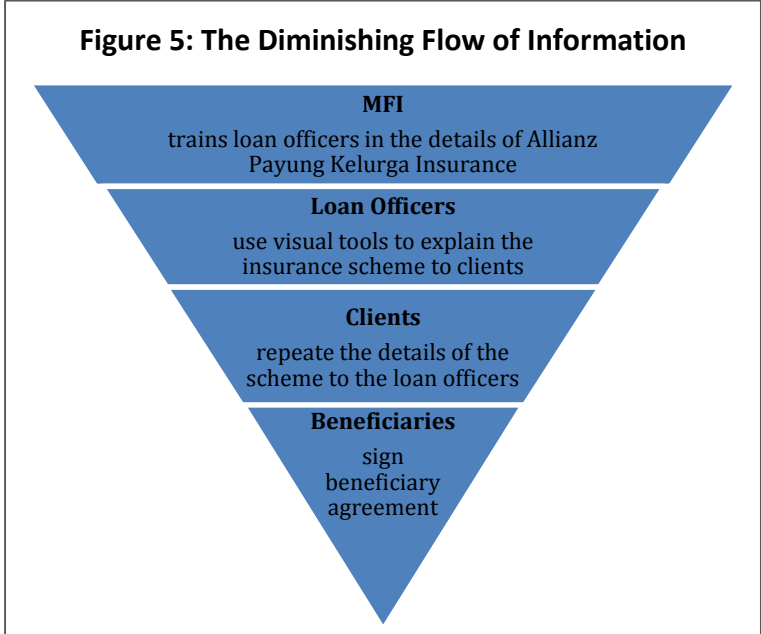 Figure 5: The Diminishing Flow of Information
MFI
trains loan officers in the details of Allianz
Payung Kelurga Insurance
Loan Officers
use visual tools to explain the
insurance scheme to clients
Clients
repeate the details of the
scheme to the loan officers
Beneficiaries
sign
beneficiary
agreement